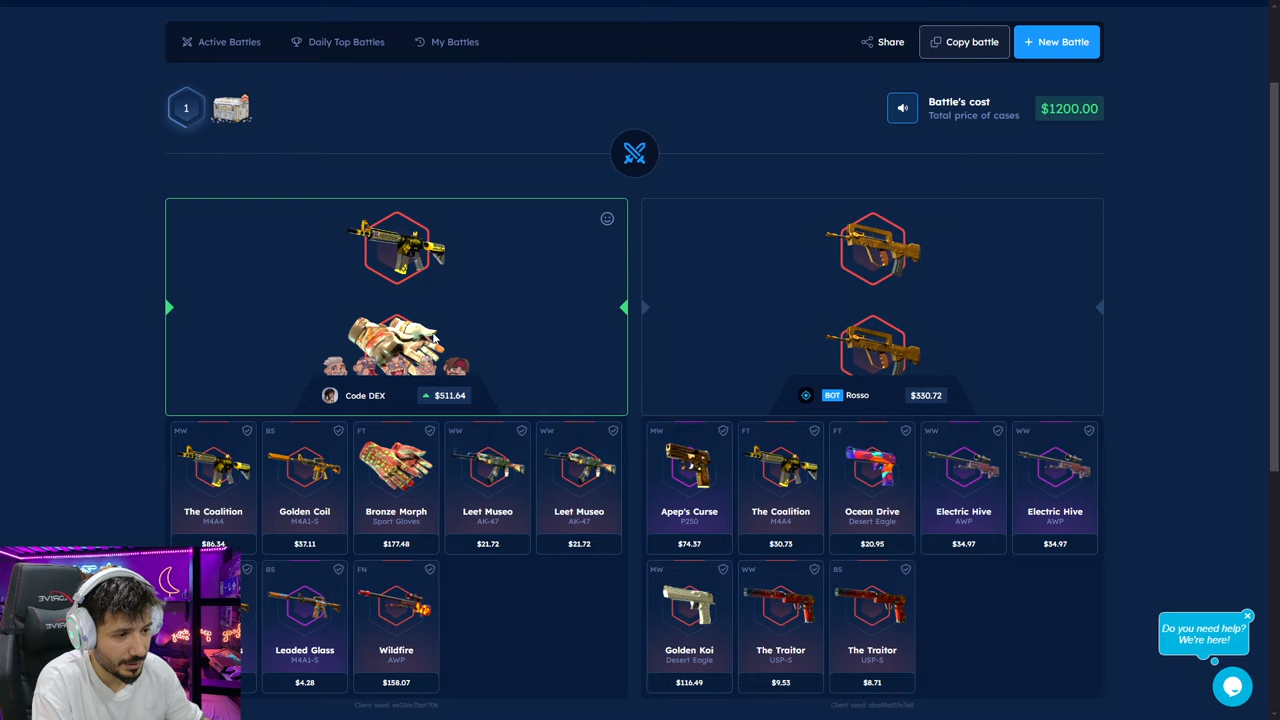 Active Battles
Daily Top Battles
My Battles
Share
Copy battle
+ New Battle
1
Battle's cost
Total price of cases
$1200.00
Code DEX
$511.64
BOT Rosso
$330.72
MW
BS
FT
WW
WW
The Coalition
Golden Coil
Bronze Morph
Leet Museo
Leet Museo
M4A4
M4A1-S
Sport Gloves
AK-47
AK-47
$86.34
$37.11
$177.48
$21.72
$21.72
MW
FT
FT
WW
WW
Apep's Curse
The Coalition
Ocean Drive
Electric Hive
Electric Hive
P250
M4A4
Desert Eagle
AWP
AWP
$74.37
$30.73
$20.95
$34.97
$34.97
BS
FN
Leaded Glass
Wildfire
M4A1-S
AWP
$4.28
$158.07
MW
WW
BS
Golden Koi
The Traitor
The Traitor
Desert Eagle
USP-S
USP-S
$116.49
$9.53
$8.71
Do you need help?
We're here!